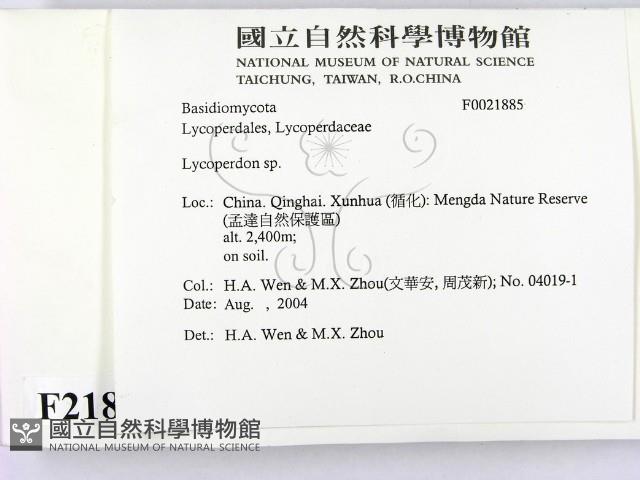 國立自然科學博物館
NATIONAL MUSEUM OF NATURAL SCIENCE
TAICHUNG, TAIWAN, R.O.CHINA
Basidiomycota F0021885
Lycoperdales, Lycoperdaceae
Lycoperdon sp.
Loc.: China. Qinghai. Xunhua (循化): Mengda Nature Reserve
(孟達自然保護區)
alt. 2,400m;
on soil.
Col.: H.A. Wen & M.X. Zhou(文華安, 周茂新); No. 04019-1
Date: Aug. , 2004
Det.: H.A. Wen & M.X. Zhou
F218
國立自然科學博物館
NATIONAL MUSEUM OF NATURAL SCIENCE